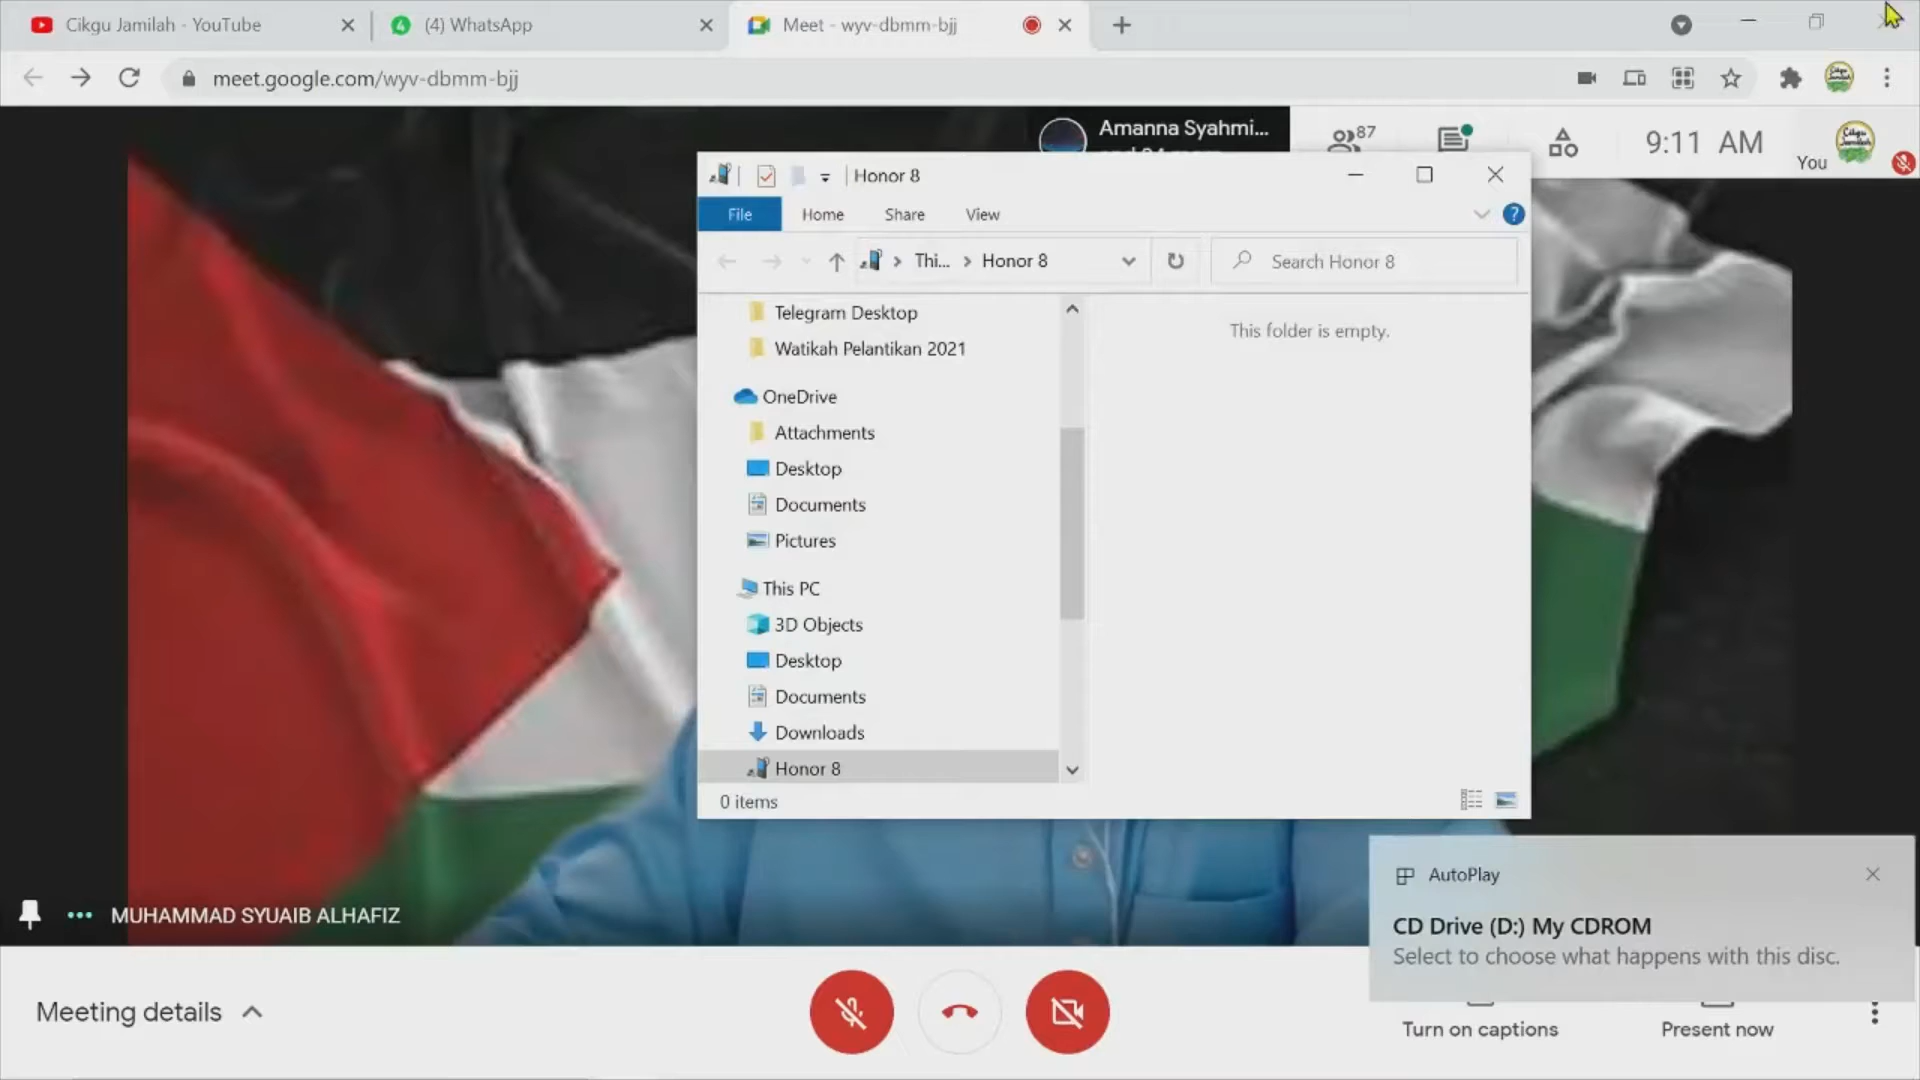 Cikgu Jamilah - YouTube
(4) WhatsApp
Meet - wyv-dbmm-bjj
meet.google.com/wyv-dbmm-bjj
Amanna Syahmi...
87
9:11 AM
You
Honor 8
File
Home
Share
View
Thi...
Honor 8
Search Honor 8
Telegram Desktop
This folder is empty.
Watikah Pelantikan 2021
OneDrive
Attachments
Desktop
Documents
Pictures
This PC
3D Objects
Desktop
Documents
Downloads
Honor 8
0 items
AutoPlay
CD Drive (D:) My CDROM
Select to choose what happens with this disc.
MUHAMMAD SYUAIB ALHAFIZ
Meeting details
Turn on captions
Present now